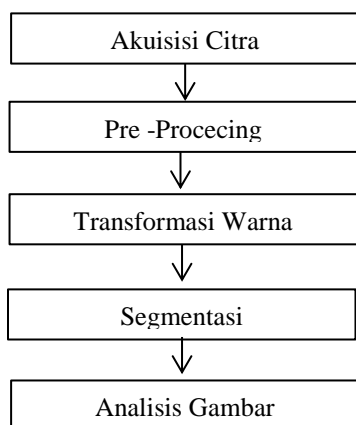 Akuisisi Citra
Pre -Procecing
Transformasi Warna
Segmentasi
Analisis Gambar